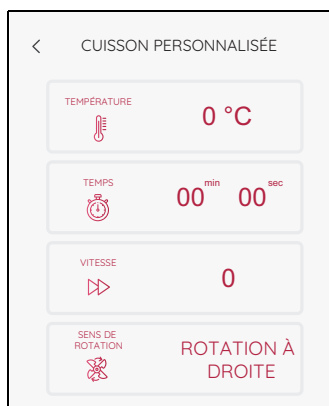 CUISSON PERSONNALISÉE
TEMPÉRATURE
0 °C
TEMPS
00 min 00 sec
VITESSE
0
SENS DE
ROTATION
ROTATION À
DROITE